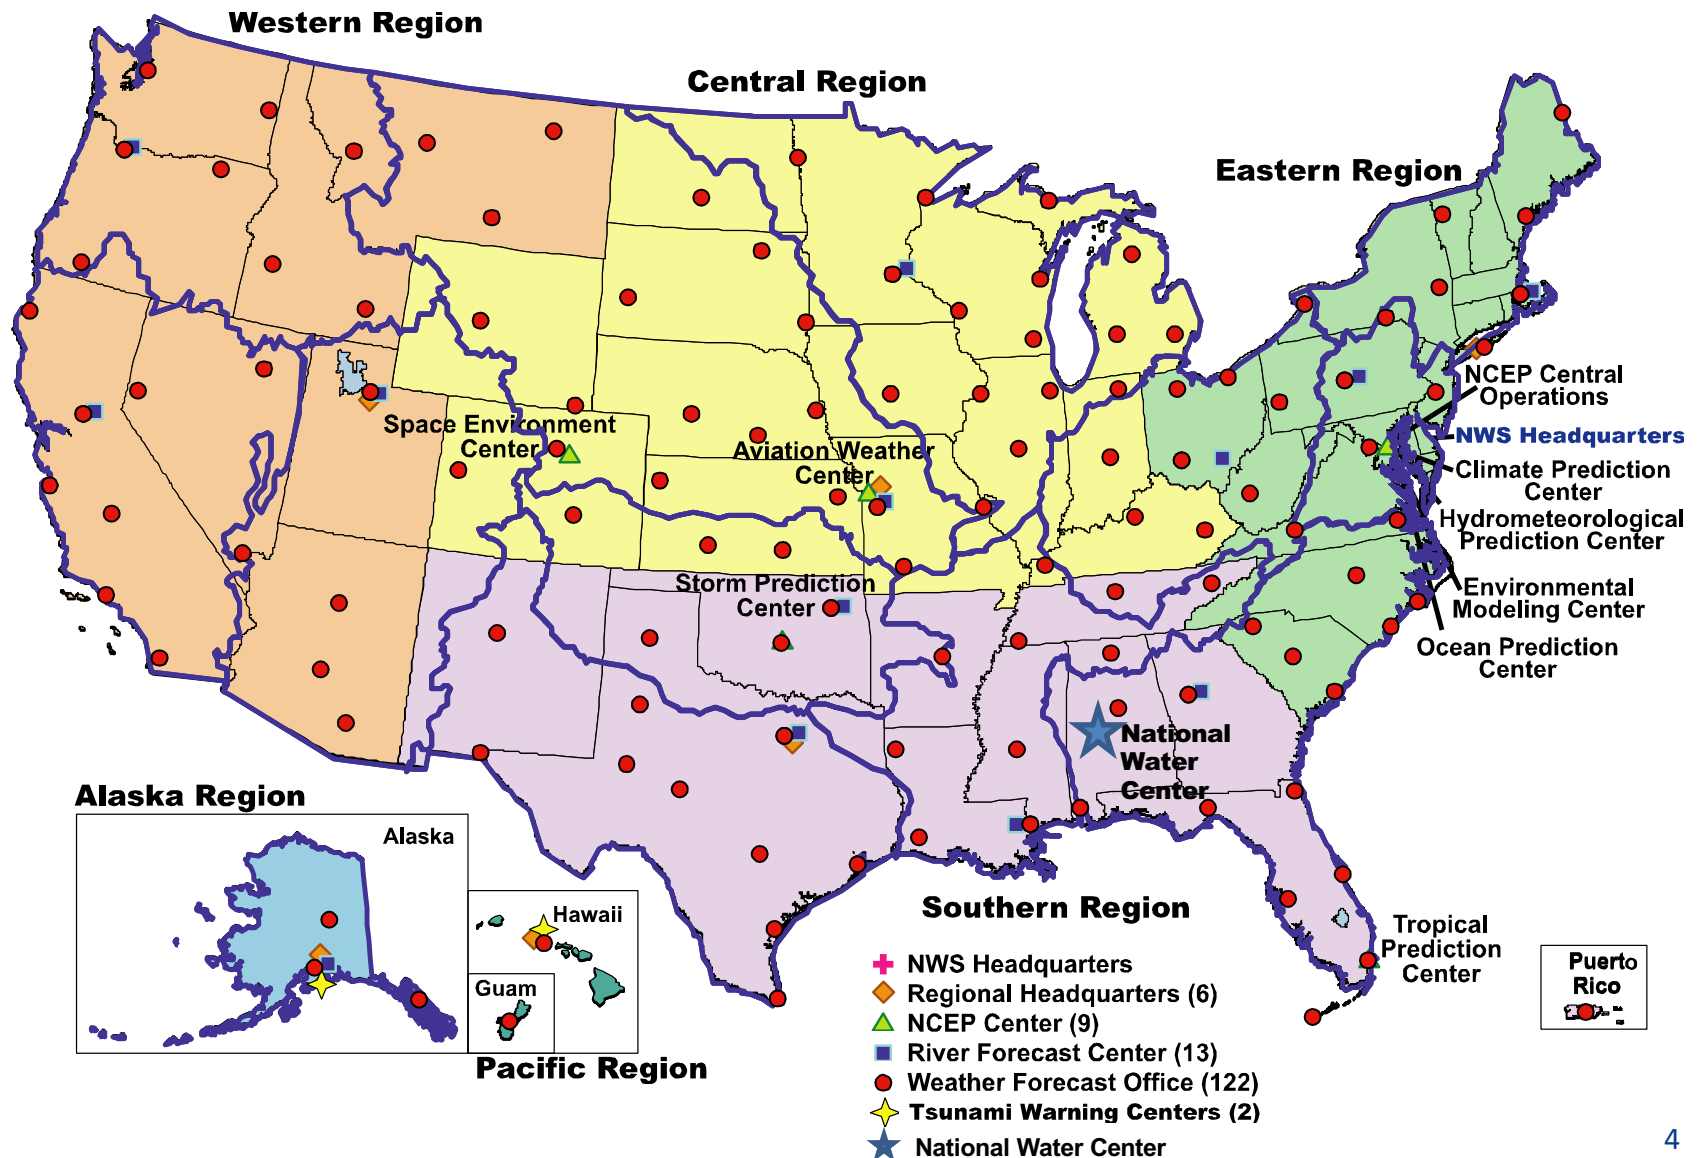 Western Region
Central Region
Eastern Region
NCEP Central
Operations
NWS Headquarters
Climate Prediction
Center
Hydrometeorological
Prediction Center
Environmental
Modeling Center
Ocean Prediction
Center
Space Environment
Center
Aviation Weather
Center
Storm Prediction
Center
National
Water
Center
Alaska Region
Alaska
Hawaii
Guam
Pacific Region
Southern Region
Tropical
Prediction
Center
Puerto
Rico
NWS Headquarters
Regional Headquarters (6)
NCEP Center (9)
River Forecast Center (13)
Weather Forecast Office (122)
Tsunami Warning Centers (2)
National Water Center
4